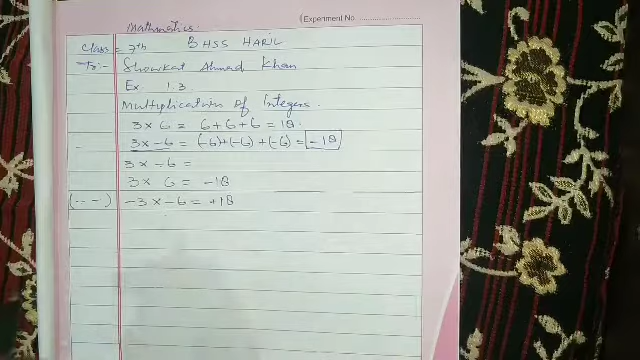 (Experiment No.
Mathmatics.
Class = 7th BHSS HARIL
Tr:- Showkat Ahmad Khan
Ex 1.3
Multiplication of Integers.
3 x 6 = 6+6+6 = 18.
3 x -6 = (-6)+(-6)+(-6) = -18
3 x -6 =
3 x 6 = -18
(-- -) -3 x -6 = +18